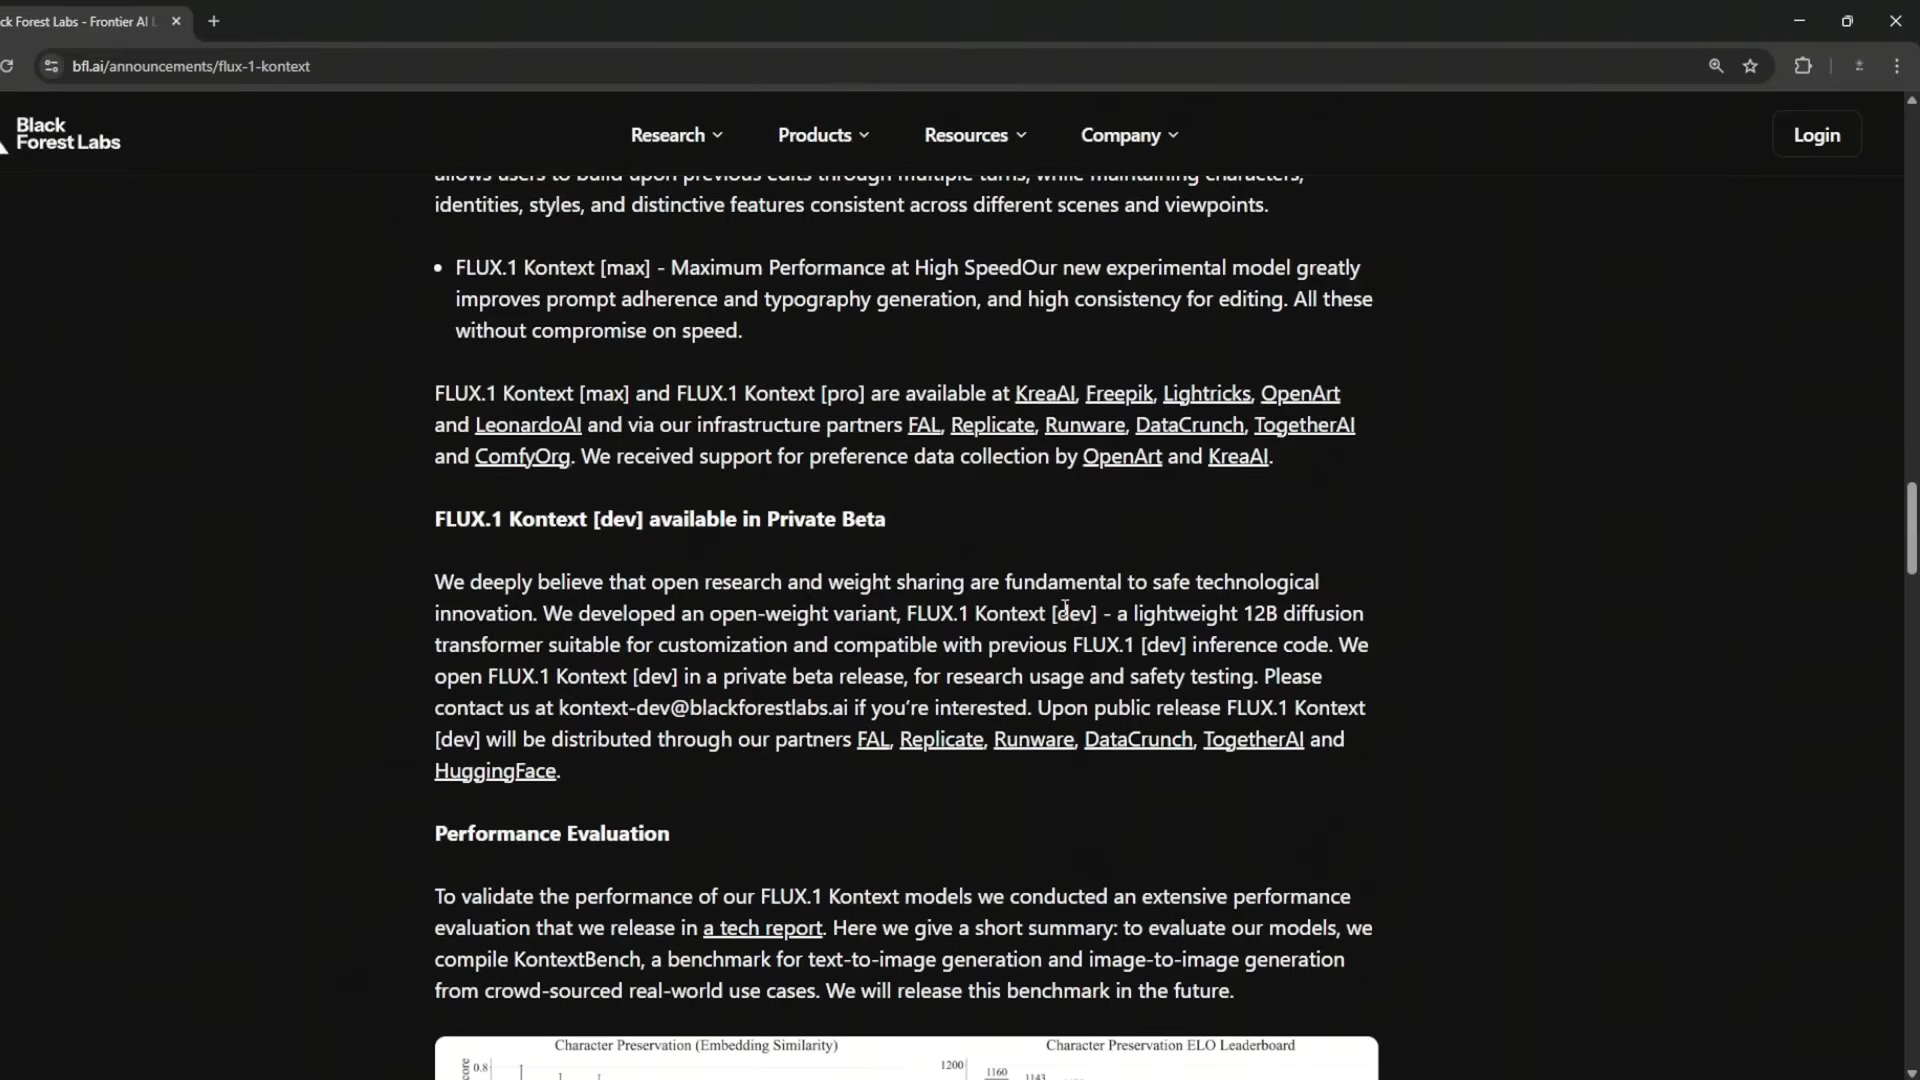 ck Forest Labs - Frontier AI L
bfl.ai/announcements/flux-1-kontext
Black
Forest Labs
Research
Products
Resources
Company
Login
allows users to build upon previous edits through multiple turns, while maintaining characters,
identities, styles, and distinctive features consistent across different scenes and viewpoints.
• FLUX.1 Kontext [max] - Maximum Performance at High SpeedOur new experimental model greatly
improves prompt adherence and typography generation, and high consistency for editing. All these
without compromise on speed.
FLUX.1 Kontext [max] and FLUX.1 Kontext [pro] are available at KreaAI, Freepik, Lightricks, OpenArt
and LeonardoAI and via our infrastructure partners FAL, Replicate, Runware, DataCrunch, TogetherAI
and ComfyOrg. We received support for preference data collection by OpenArt and KreaAI.
FLUX.1 Kontext [dev] available in Private Beta
We deeply believe that open research and weight sharing are fundamental to safe technological
innovation. We developed an open-weight variant, FLUX.1 Kontext [dev] - a lightweight 12B diffusion
transformer suitable for customization and compatible with previous FLUX.1 [dev] inference code. We
open FLUX.1 Kontext [dev] in a private beta release, for research usage and safety testing. Please
contact us at kontext-dev@blackforestlabs.ai if you’re interested. Upon public release FLUX.1 Kontext
[dev] will be distributed through our partners FAL, Replicate, Runware, DataCrunch, TogetherAI and
HuggingFace.
Performance Evaluation
To validate the performance of our FLUX.1 Kontext models we conducted an extensive performance
evaluation that we release in a tech report. Here we give a short summary: to evaluate our models, we
compile KontextBench, a benchmark for text-to-image generation and image-to-image generation
from crowd-sourced real-world use cases. We will release this benchmark in the future.
Character Preservation (Embedding Similarity)
Character Preservation ELO Leaderboard
0.8
1200
1160
1143